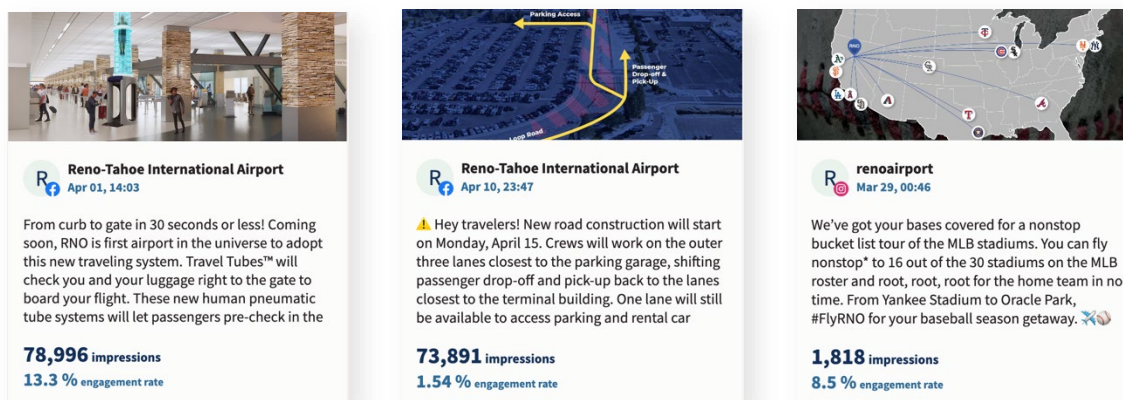 Reno-Tahoe International Airport
Apr 01, 14:03
From curb to gate in 30 seconds or less! Coming
soon, RNO is first airport in the universe to adopt
this new traveling system. Travel Tubes™ will
check you and your luggage right to the gate to
board your flight. These new human pneumatic
tube systems will let passengers pre-check in the
78,996 impressions
13.3 % engagement rate
Parking Access
Passenger
Drop-off &
Pick-Up
Loop Road
R
Reno-Tahoe International Airport
Apr 10, 23:47
⚠️ Hey travelers! New road construction will start
on Monday, April 15. Crews will work on the outer
three lanes closest to the parking garage, shifting
passenger drop-off and pick-up back to the lanes
closest to the terminal building. One lane will still
be available to access parking and rental car
73,891 impressions
1.54 % engagement rate
RNO
R
renoairport
Mar 29, 00:46
We’ve got your bases covered for a nonstop
bucket list tour of the MLB stadiums. You can fly
nonstop* to 16 out of the 30 stadiums on the MLB
roster and root, root, root for the home team in no
time. From Yankee Stadium to Oracle Park,
#FlyRNO for your baseball season getaway. ✈️⚾
1,818 impressions
8.5 % engagement rate